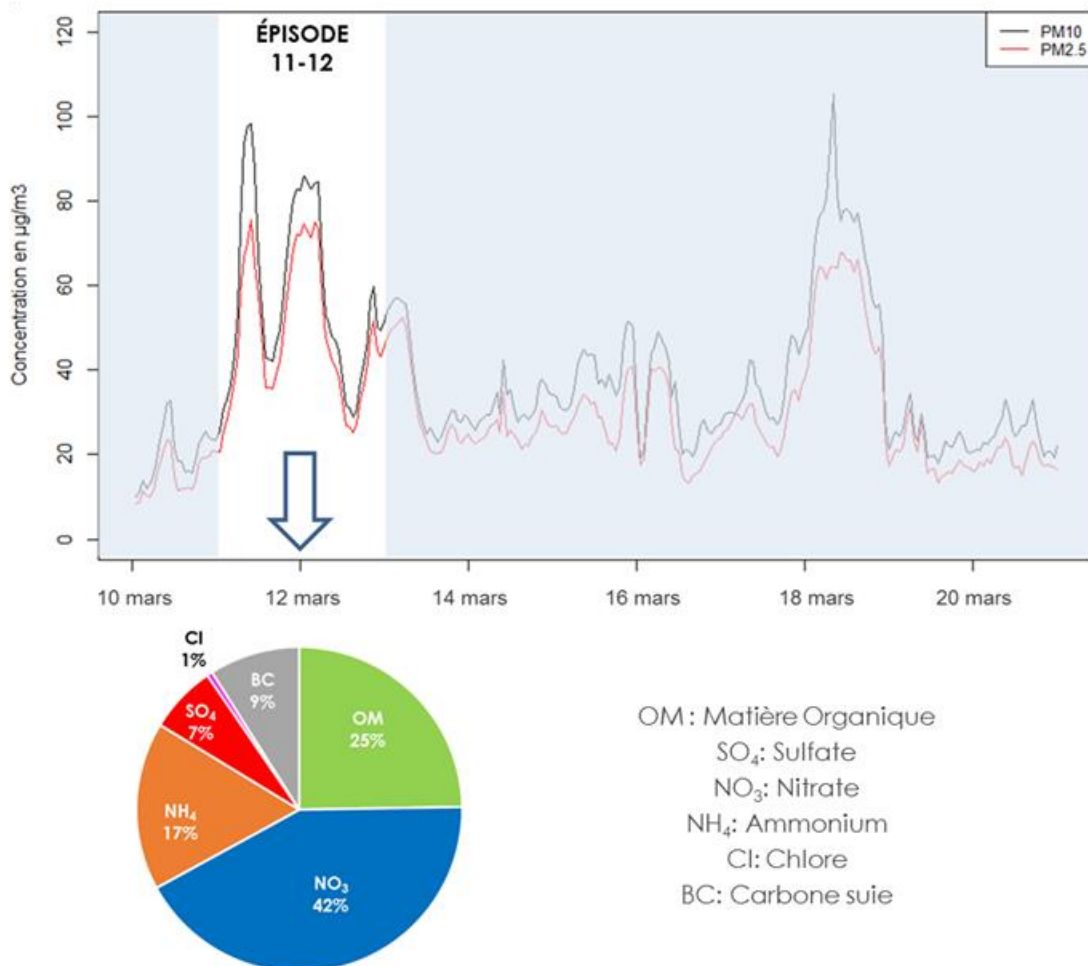 120
100
80
60
40
20
0
Concentration en µg/m3
ÉPISODE
11-12
PM10
PM2.5
10 mars
12 mars
14 mars
16 mars
18 mars
20 mars
Cl
1%
BC
9%
OM
25%
SO₄
7%
NH₄
17%
NO₃
42%
OM : Matière Organique
SO₄: Sulfate
NO₃: Nitrate
NH₄: Ammonium
Cl: Chlore
BC: Carbone suie